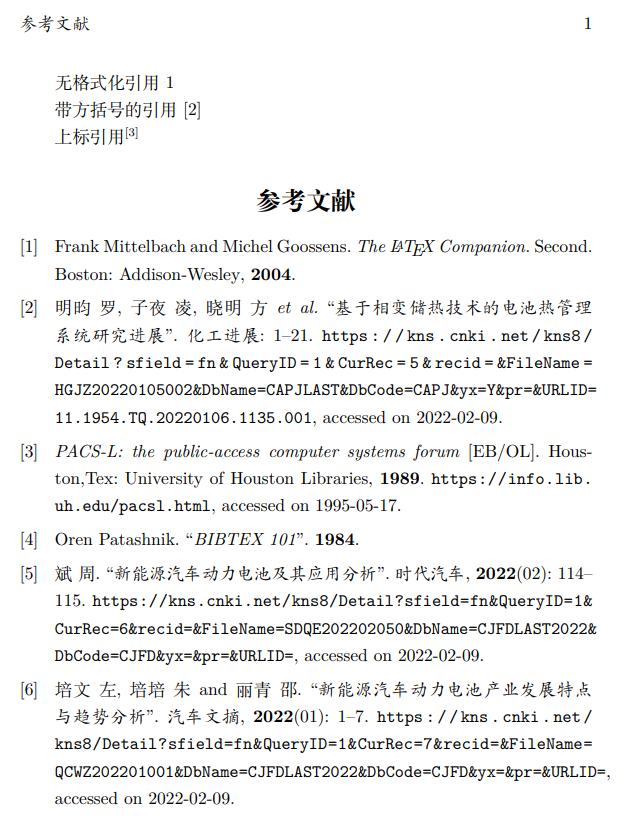 参考文献 1
无格式化引用 1
带方括号的引用 [2]
上标引用[3]
参考文献
[1] Frank Mittelbach and Michel Goossens. The LATEX Companion. Second.
Boston: Addison-Wesley, 2004.
[2] 明昀 罗, 子夜 凌, 晓明 方 et al. “基于相变储热技术的电池热管理
系统研究进展”. 化工进展: 1–21. https://kns.cnki.net/kns8/
Detail?sfield=fn&QueryID=1&CurRec=5&recid=&FileName=
HGJZ20220105002&DbName=CAPJLAST&DbCode=CAPJ&yx=Y&pr=&URLID=
11.1954.TQ.20220106.1135.001, accessed on 2022-02-09.
[3] PACS-L: the public-access computer systems forum [EB/OL]. Hous-
ton,Tex: University of Houston Libraries, 1989. https://info.lib.
uh.edu/pacsl.html, accessed on 1995-05-17.
[4] Oren Patashnik. “BIBTEX 101”. 1984.
[5] 斌 周. “新能源汽车动力电池及其应用分析”. 时代汽车, 2022(02): 114–
115. https://kns.cnki.net/kns8/Detail?sfield=fn&QueryID=1&
CurRec=6&recid=&FileName=SDQE202202050&DbName=CJFDLAST2022&
DbCode=CJFD&yx=&pr=&URLID=, accessed on 2022-02-09.
[6] 培文 左, 培培 朱 and 丽青 邵. “新能源汽车动力电池产业发展特点
与趋势分析”. 汽车文摘, 2022(01): 1–7. https://kns.cnki.net/
kns8/Detail?sfield=fn&QueryID=1&CurRec=7&recid=&FileName=
QCWZ202201001&DbName=CJFDLAST2022&DbCode=CJFD&yx=&pr=&URLID=,
accessed on 2022-02-09.